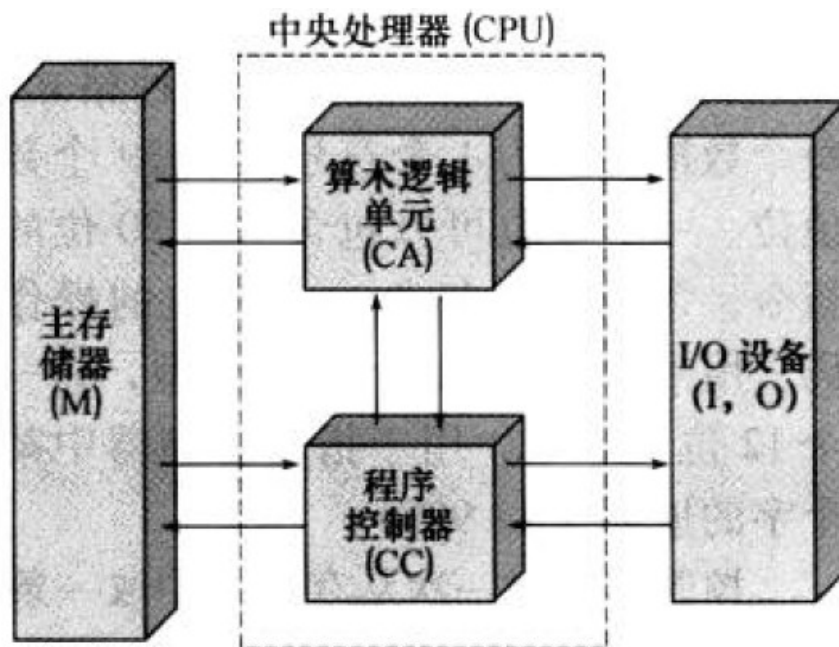 中央处理器 (CPU)
算术逻辑
单元
(CA)
主存
储器
(M)
I/O 设备
(I，O)
程序
控制器
(CC)